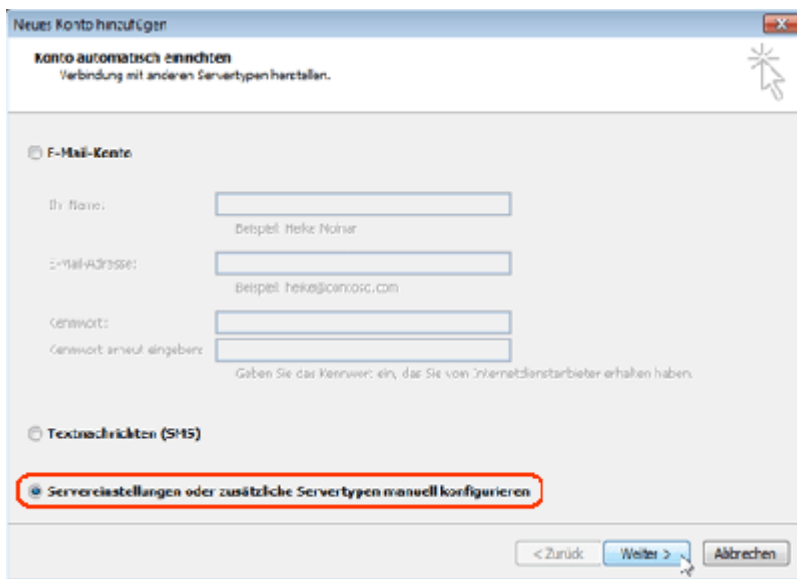 Neues Konto hinzufügen
Konto automatisch einrichten
Verbindung mit anderen Servertypen herstellen.
E-Mail-Konto
Ihr Name:
Beispiel: Heike Molnar
E-Mail-Adresse:
Beispiel: heike@contoso.com
Kennwort:
Kennwort erneut eingeben:
Geben Sie das Kennwort ein, das Sie vom Internetdienstanbieter erhalten haben.
Textnachrichten (SMS)
Servereinstellungen oder zusätzliche Servertypen manuell konfigurieren
< Zurück Weiter > Abbrechen